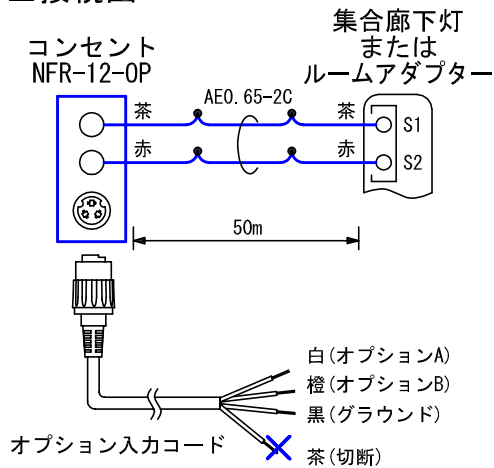 コンセント
NFR-12-OP
集合廊下灯
または
ルームアダプター
茶
AE0.65-2C
茶
S1
赤
赤
S2
50m
白(オプションA)
橙(オプションB)
黒(グラウンド)
茶(切断)
オプション入力コード